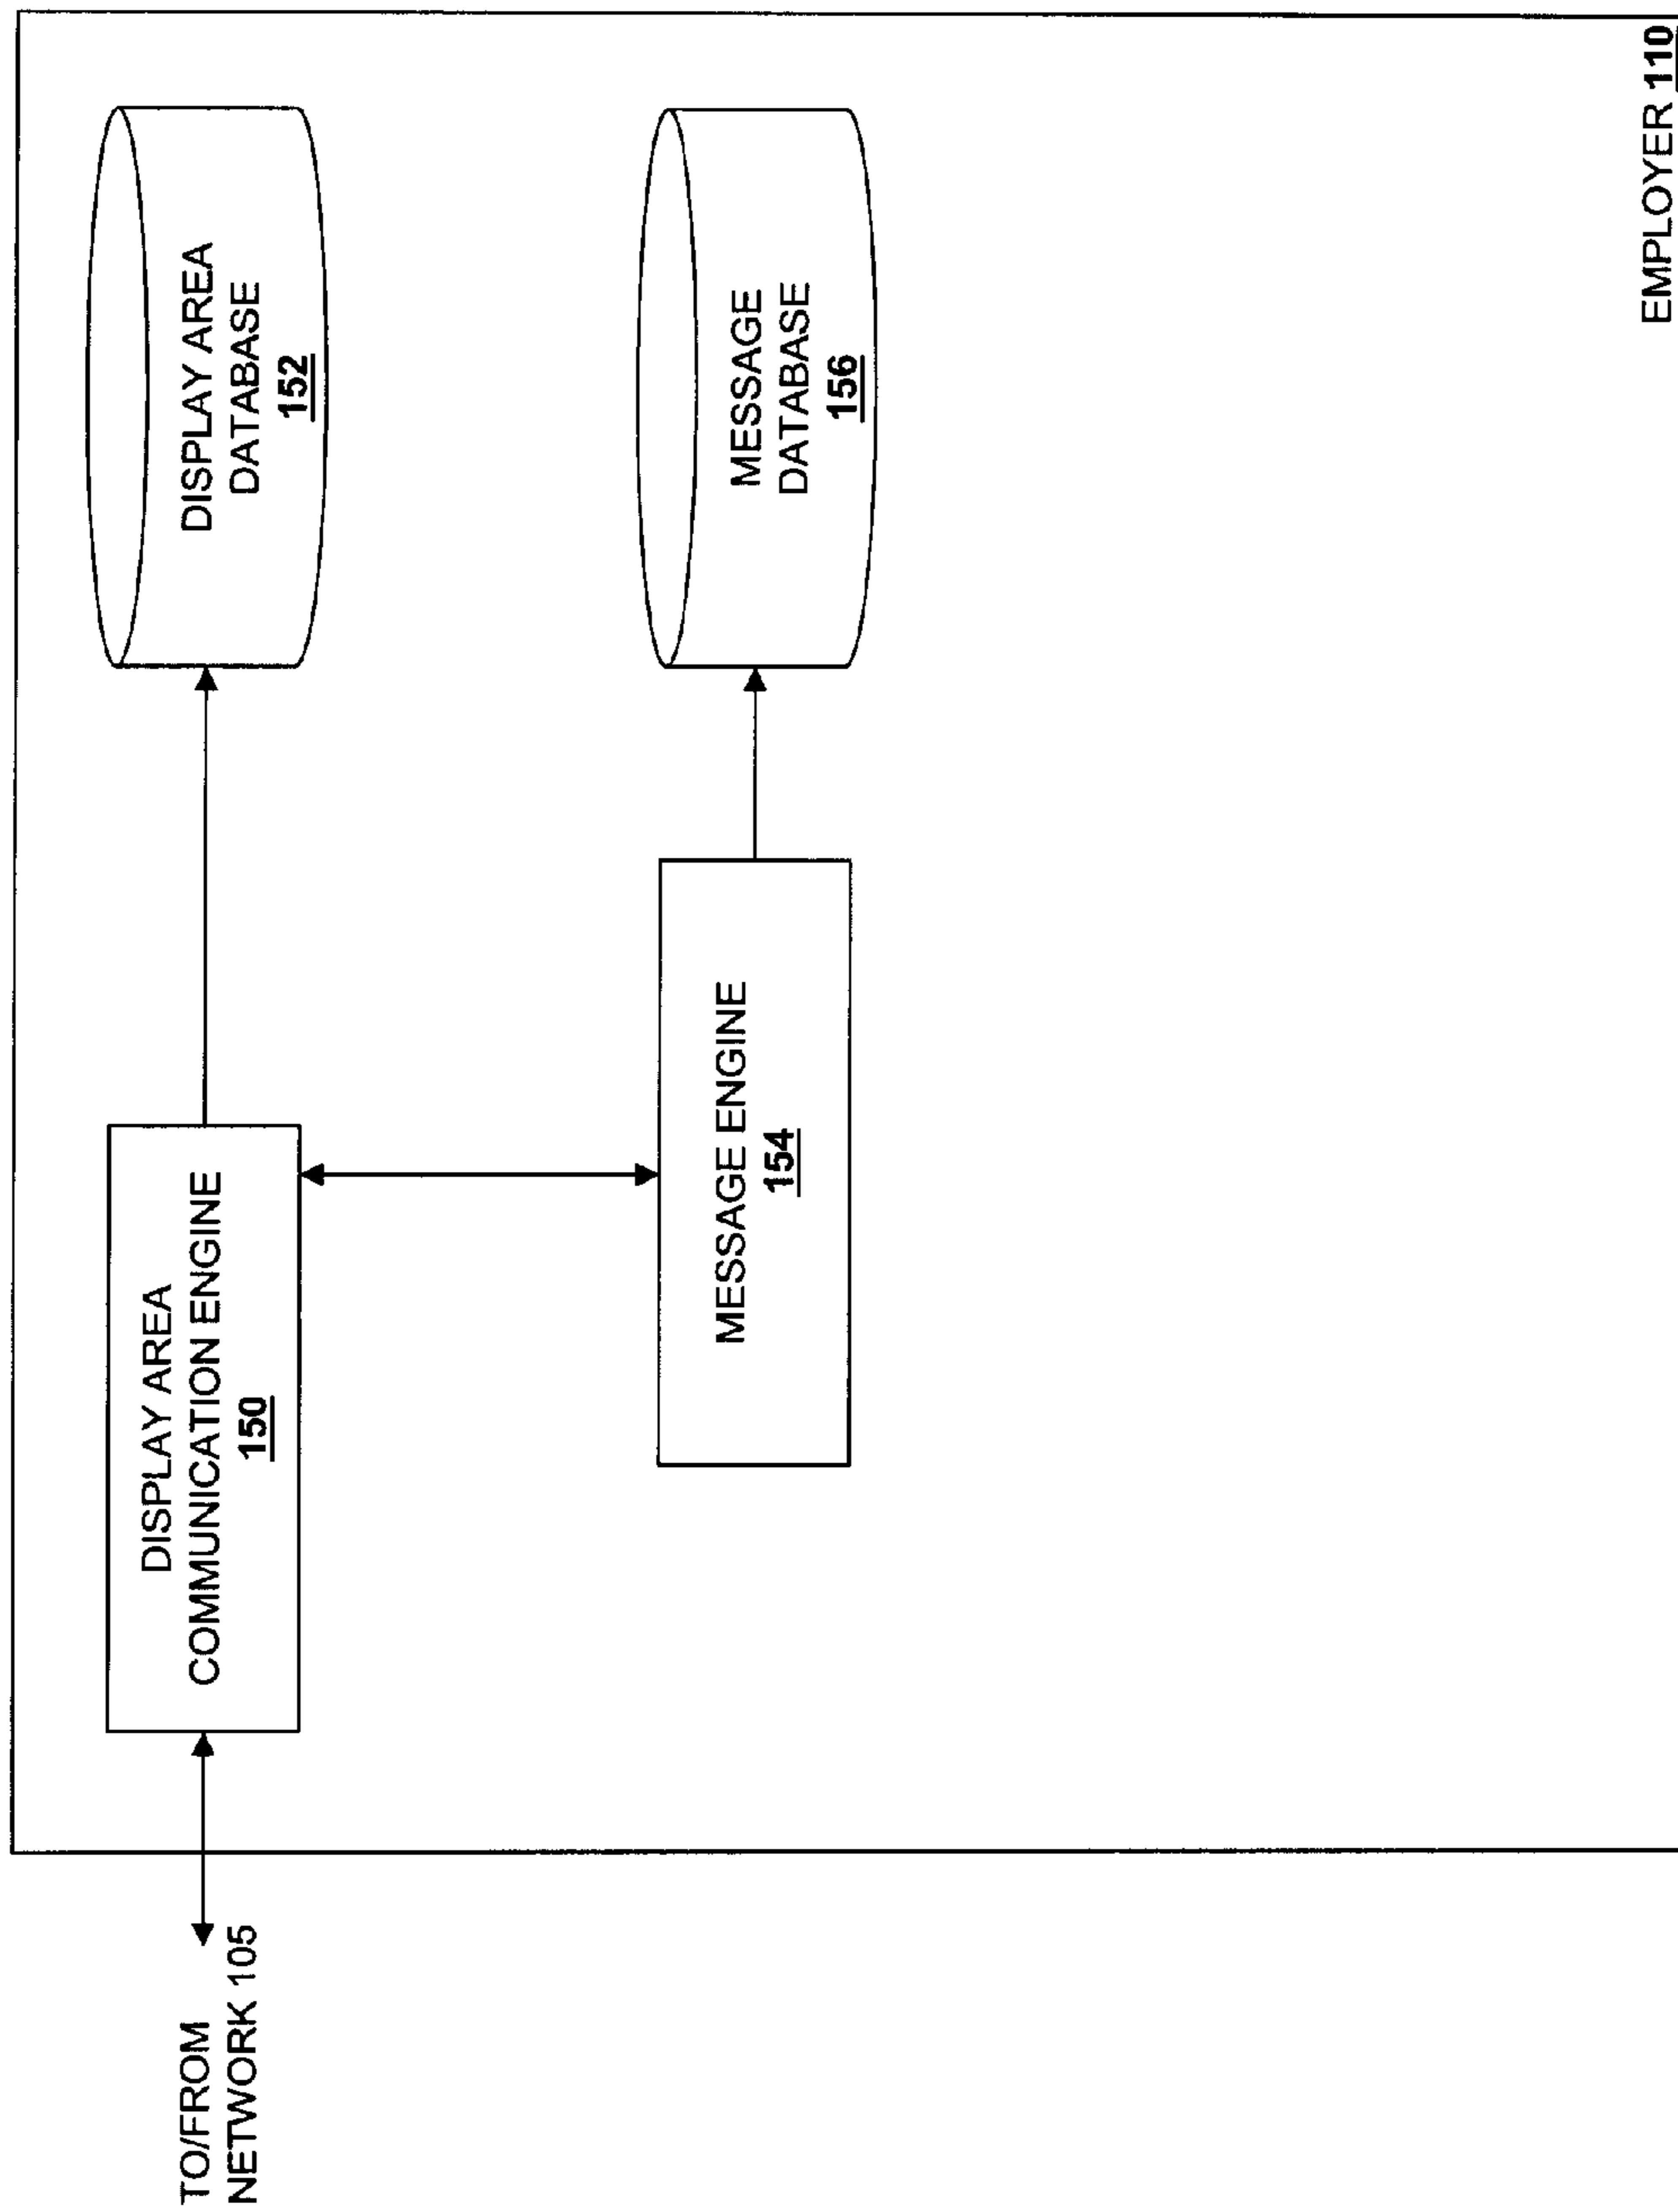 TO/FROM
NETWORK 105
DISPLAY AREA
COMMUNICATION ENGINE
150
DISPLAY AREA
DATABASE
152
MESSAGE ENGINE
154
MESSAGE
DATABASE
156
EMPLOYER 110